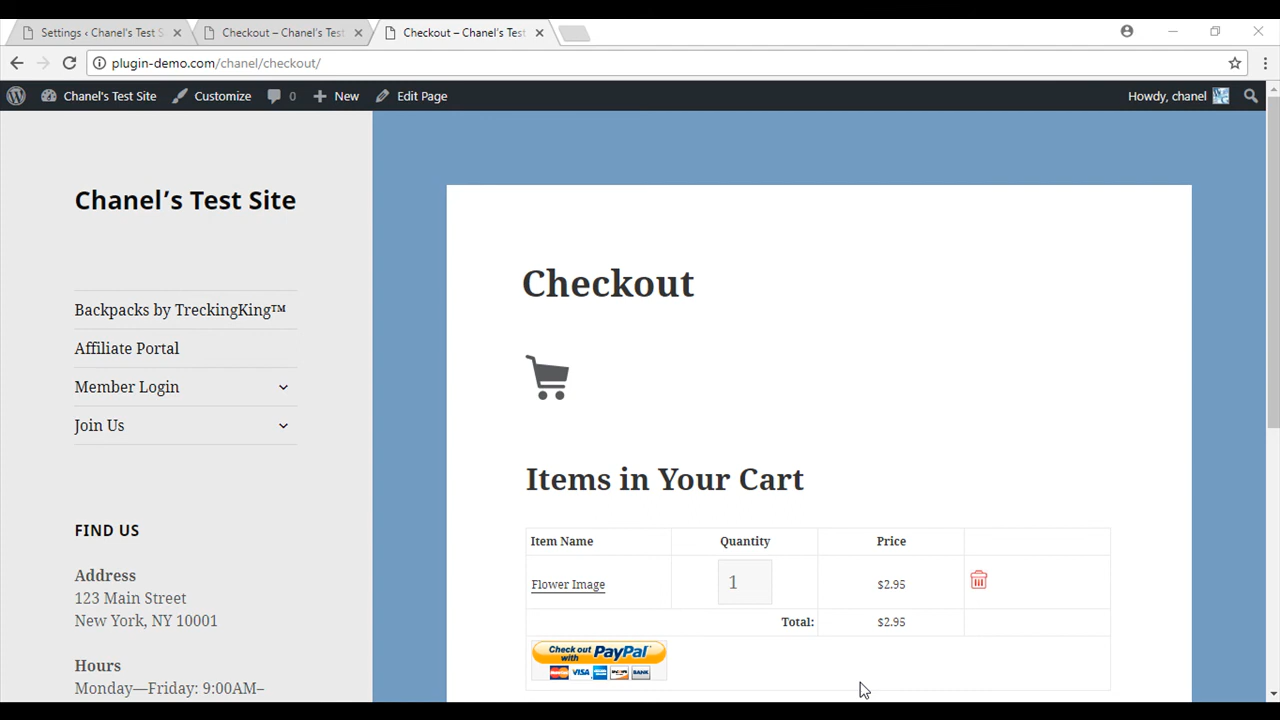 Settings ‹ Chanel's Test S
Checkout – Chanel's Test
Checkout – Chanel's Test
plugin-demo.com/chanel/checkout/
Chanel's Test Site
Customize
0
New
Edit Page
Howdy, chanel
Chanel's Test Site
Backpacks by TreckingKing™
Affiliate Portal
Member Login
Join Us
FIND US
Address
123 Main Street
New York, NY 10001
Hours
Monday—Friday: 9:00AM–
Checkout
Items in Your Cart
Item Name Quantity Price
Flower Image 1 $2.95
Total: $2.95
Check out with PayPal
VISA BANK